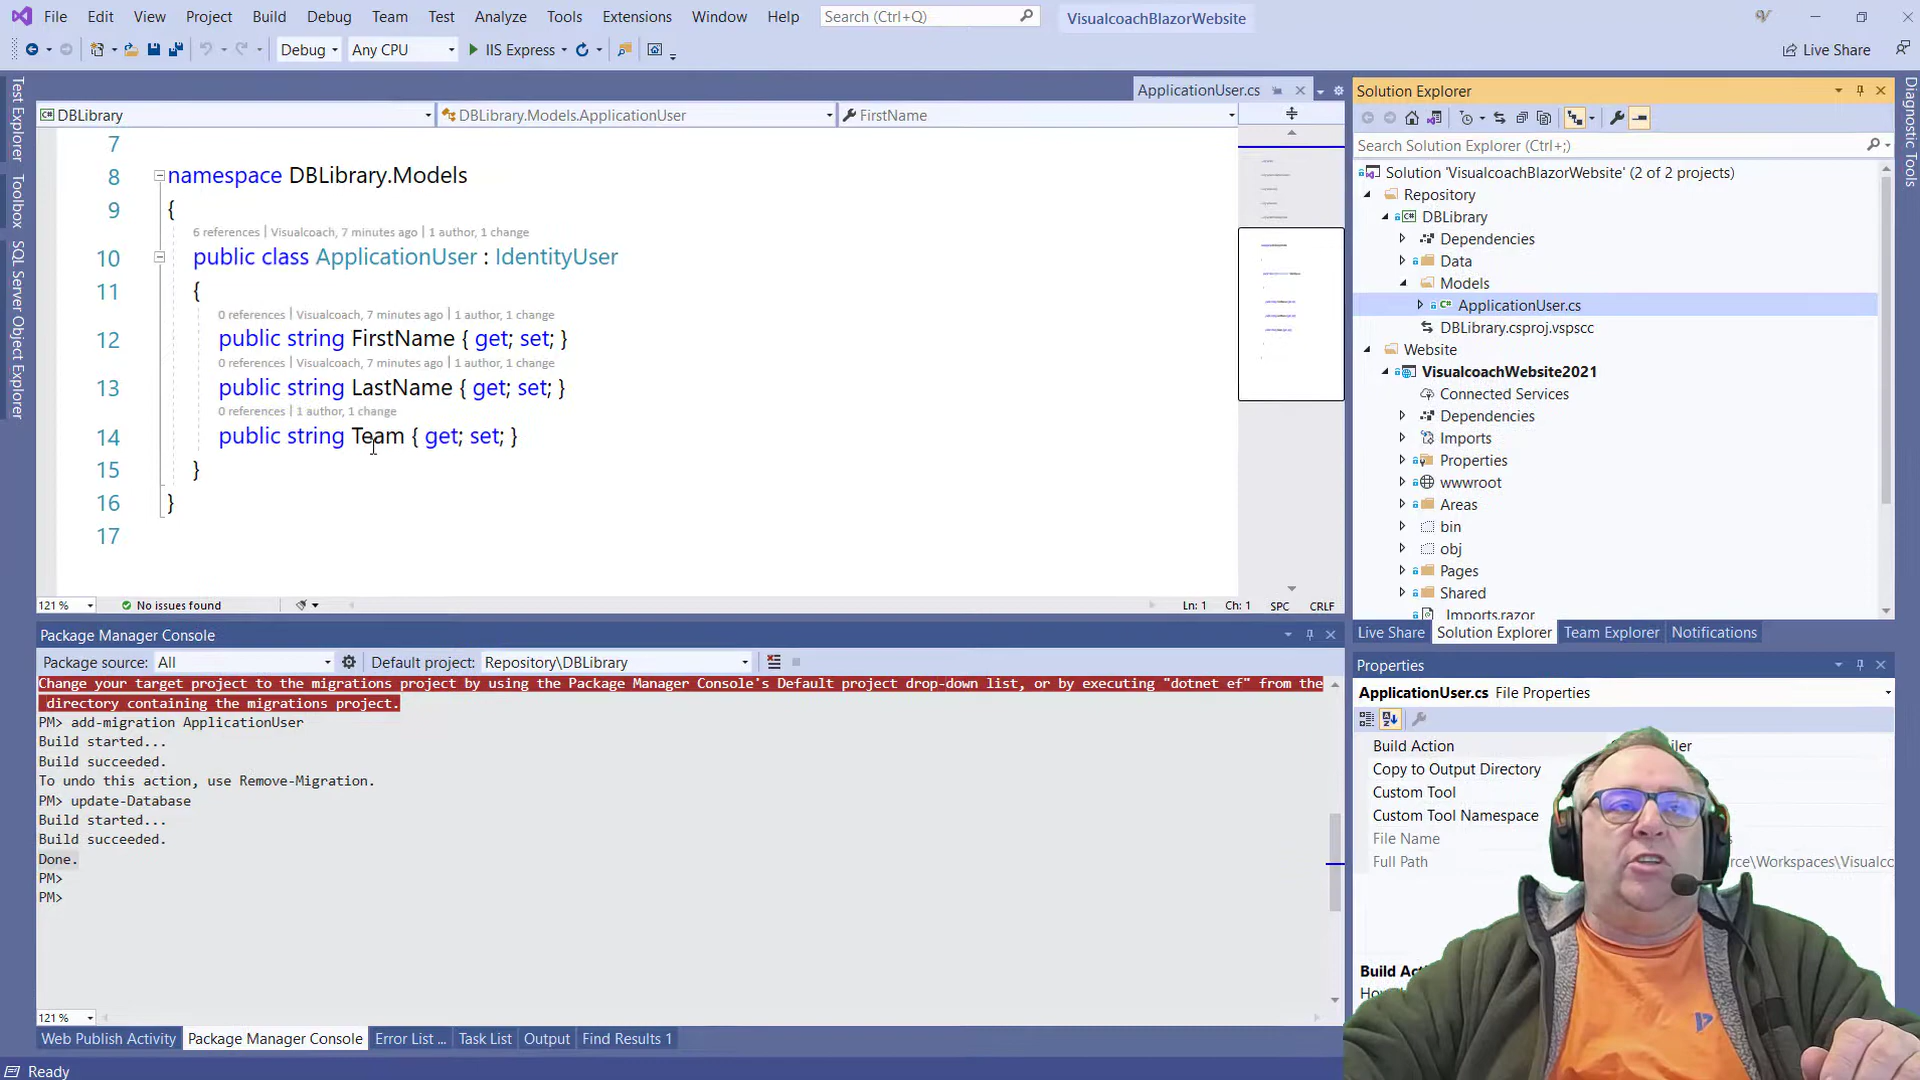 File Edit View Project Build Debug Team Test Analyze Tools Extensions Window Help Search (Ctrl+Q) VisualcoachBlazorWebsite
Debug Any CPU IIS Express Live Share
Test Explorer
Toolbox
SQL Server Object Explorer
ApplicationUser.cs
DBLibrary DBLibrary.Models.ApplicationUser FirstName
7
8 namespace DBLibrary.Models
9 {
6 references | Visualcoach, 7 minutes ago | 1 author, 1 change
10 public class ApplicationUser : IdentityUser
11 {
0 references | Visualcoach, 7 minutes ago | 1 author, 1 change
12 public string FirstName { get; set; }
0 references | Visualcoach, 7 minutes ago | 1 author, 1 change
13 public string LastName { get; set; }
0 references | 1 author, 1 change
14 public string Team { get; set; }
15 }
16 }
17
121 % No issues found Ln: 1 Ch: 1 SPC CRLF
Package Manager Console
Package source: All Default project: Repository\DBLibrary
Change your target project to the migrations project by using the Package Manager Console's Default project drop-down list, or by executing "dotnet ef" from the
directory containing the migrations project.
PM> add-migration ApplicationUser
Build started...
Build succeeded.
To undo this action, use Remove-Migration.
PM> update-Database
Build started...
Build succeeded.
Done.
PM>
PM>
121 %
Web Publish Activity Package Manager Console Error List ... Task List Output Find Results 1
Ready
Solution Explorer
Search Solution Explorer (Ctrl+;)
Solution 'VisualcoachBlazorWebsite' (2 of 2 projects)
Repository
DBLibrary
Dependencies
Data
Models
ApplicationUser.cs
DBLibrary.csproj.vspscc
Website
VisualcoachWebsite2021
Connected Services
Dependencies
Imports
Properties
wwwroot
Areas
bin
obj
Pages
Shared
_Imports.razor
Live Share Solution Explorer Team Explorer Notifications
Properties
ApplicationUser.cs File Properties
Build Action
Copy to Output Directory
Custom Tool
Custom Tool Namespace
File Name
Full Path
Diagnostic Tools